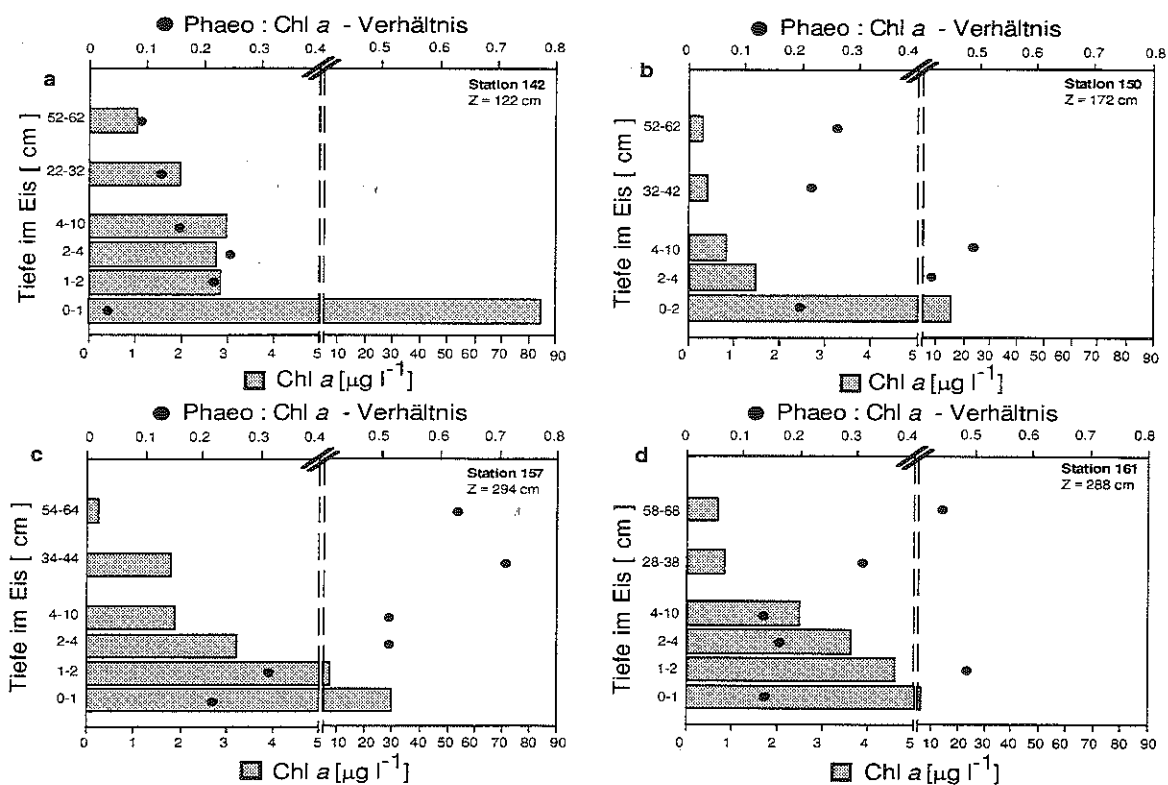 Phaeo : Chl a - Verhältnis
0 0.1 0.2 0.3 0.4 0.5 0.6 0.7 0.8
a
Station 142
Z = 122 cm
Tiefe im Eis [ cm ]
52-62
22-32
4-10
2-4
1-2
0-1
0 1 2 3 4 5 10 20 30 40 50 60 70 80 90
Chl a [µg l⁻¹]
Phaeo : Chl a - Verhältnis
0 0.1 0.2 0.3 0.4 0.5 0.6 0.7 0.8
b
Station 150
Z = 172 cm
Tiefe im Eis [ cm ]
52-62
32-42
4-10
2-4
0-2
0 1 2 3 4 5 10 20 30 40 50 60 70 80 90
Chl a [µg l⁻¹]
Phaeo : Chl a - Verhältnis
0 0.1 0.2 0.3 0.4 0.5 0.6 0.7 0.8
c
Station 157
Z = 294 cm
Tiefe im Eis [ cm ]
54-64
34-44
4-10
2-4
1-2
0-1
0 1 2 3 4 5 10 20 30 40 50 60 70 80 90
Chl a [µg l⁻¹]
Phaeo : Chl a - Verhältnis
0 0.1 0.2 0.3 0.4 0.5 0.6 0.7 0.8
d
Station 161
Z = 288 cm
Tiefe im Eis [ cm ]
58-68
28-38
4-10
2-4
1-2
0-1
0 1 2 3 4 5 10 20 30 40 50 60 70 80 90
Chl a [µg l⁻¹]